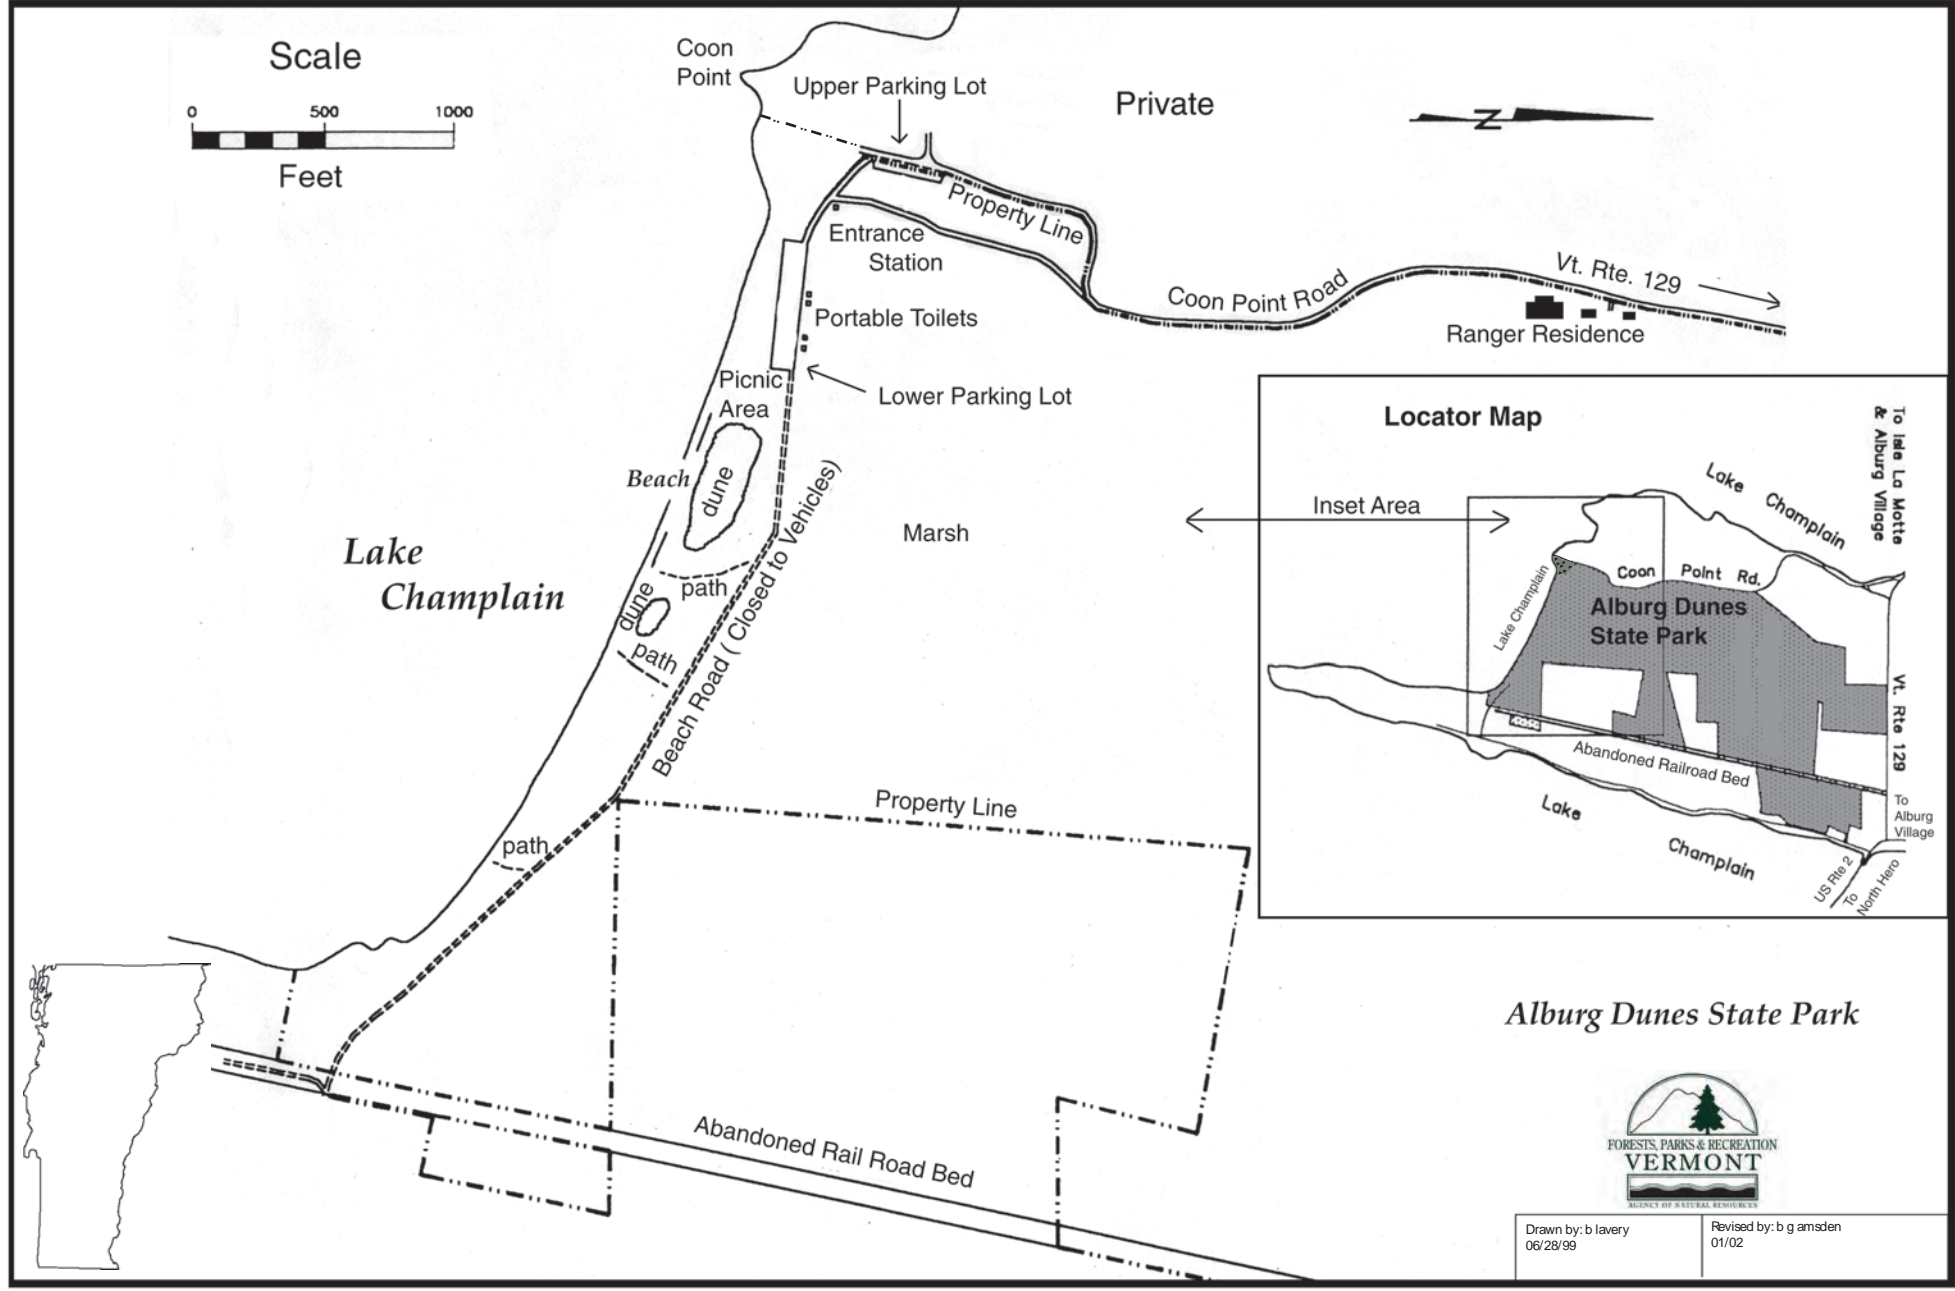 Scale
0 500 1000
Feet
Coon
Point
Upper Parking Lot
Private
N
Property Line
Entrance
Station
Coon Point Road
Vt. Rte. 129
Ranger Residence
Portable Toilets
Picnic
Area
Lower Parking Lot
Beach
dune
Marsh
Lake
Champlain
path
dune
path
Beach Road ( Closed to Vehicles)
Property Line
path
Abandoned Rail Road Bed
Locator Map
To Isle La Motte
& Alburg Village
Lake
Champlain
Inset Area
Coon Point Rd.
Lake Champlain
Alburg Dunes
State Park
Vt. Rte 129
Abandoned Railroad Bed
To
Alburg
Village
Lake
Champlain
US Rte 2
To
North Hero
Alburg Dunes State Park
FORESTS, PARKS & RECREATION
VERMONT
AGENCY OF NATURAL RESOURCES
Drawn by: b lavery
06/28/99
Revised by: b g amsden
01/02